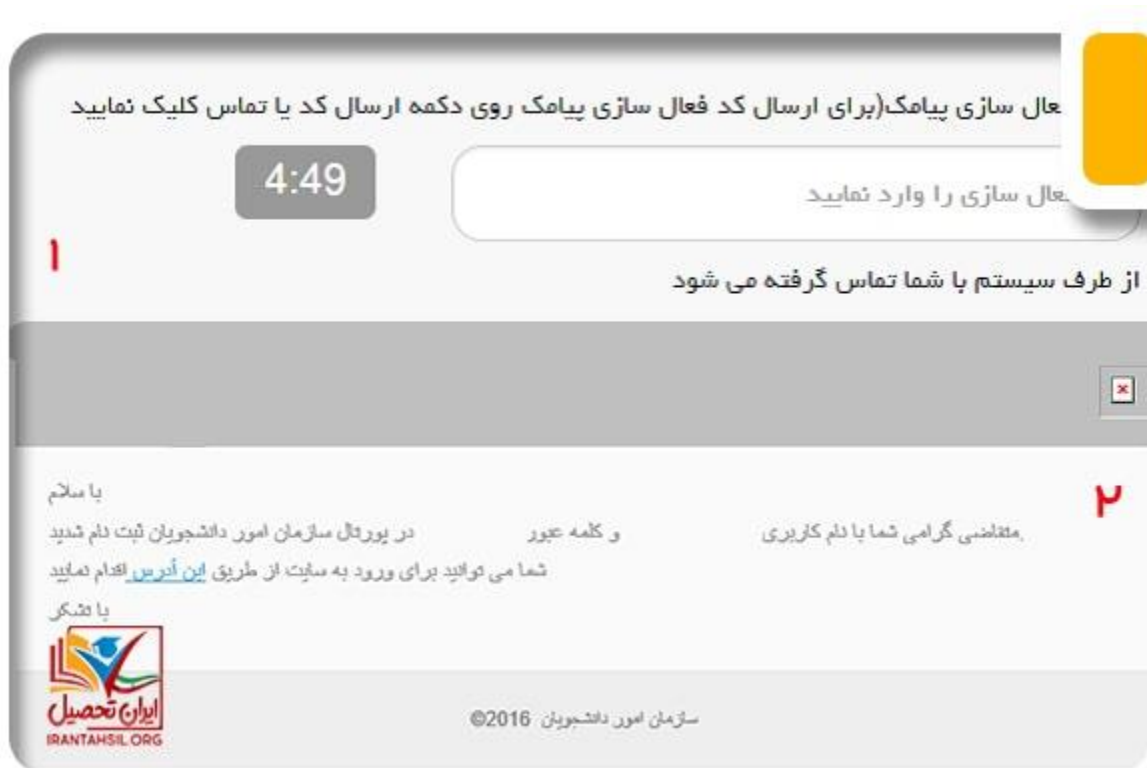 عال سازی پیامک(برای ارسال کد فعال سازی پیامک روی دکمه ارسال کد یا تماس کلیک نمایید
4:49
عال سازی را وارد نمایید
۱
از طرف سیستم با شما تماس گرفته می شود
۲
با سلام
متقاضی گرامی شما با نام کاربری و کلمه عبور در پورتال سازمان امور دانشجویان ثبت نام شدید.
شما می توانید برای ورود به سایت از طریق این آدرس اقدام نمایید
با تشکر
ایران تحصیل
IRANTAHSIL.ORG
سازمان امور دانشجویان 2016©